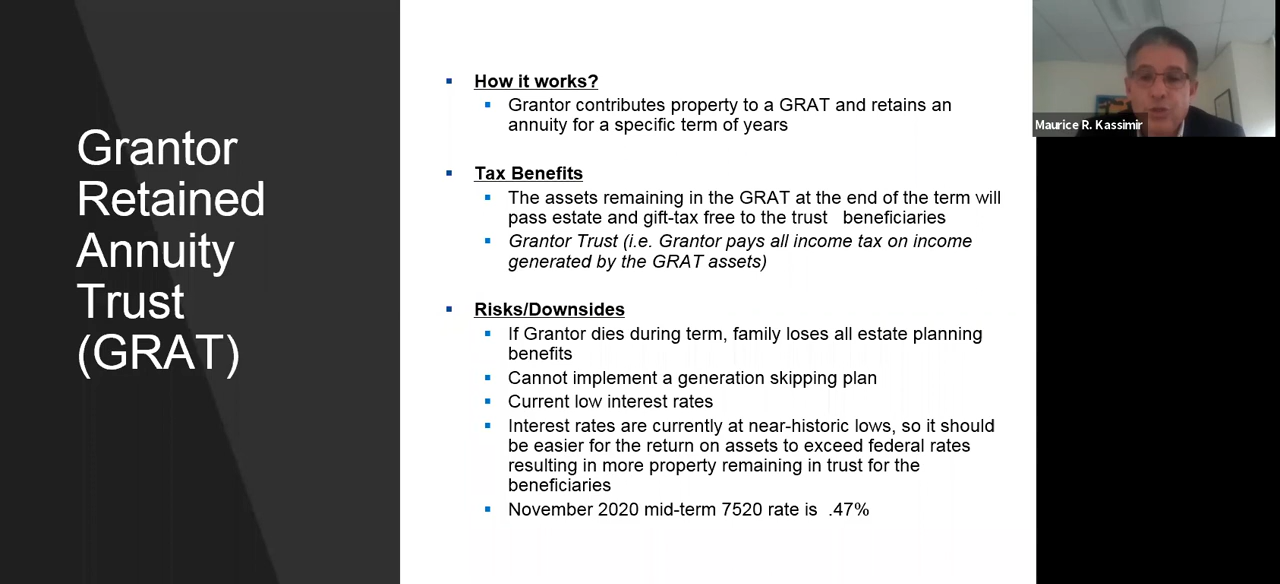 Grantor
Retained
Annuity
Trust
(GRAT)
How it works?
Grantor contributes property to a GRAT and retains an
annuity for a specific term of years
Tax Benefits
The assets remaining in the GRAT at the end of the term will
pass estate and gift-tax free to the trust beneficiaries
Grantor Trust (i.e. Grantor pays all income tax on income
generated by the GRAT assets)
Risks/Downsides
If Grantor dies during term, family loses all estate planning
benefits
Cannot implement a generation skipping plan
Current low interest rates
Interest rates are currently at near-historic lows, so it should
be easier for the return on assets to exceed federal rates
resulting in more property remaining in trust for the
beneficiaries
November 2020 mid-term 7520 rate is .47%
Maurice R. Kassimir